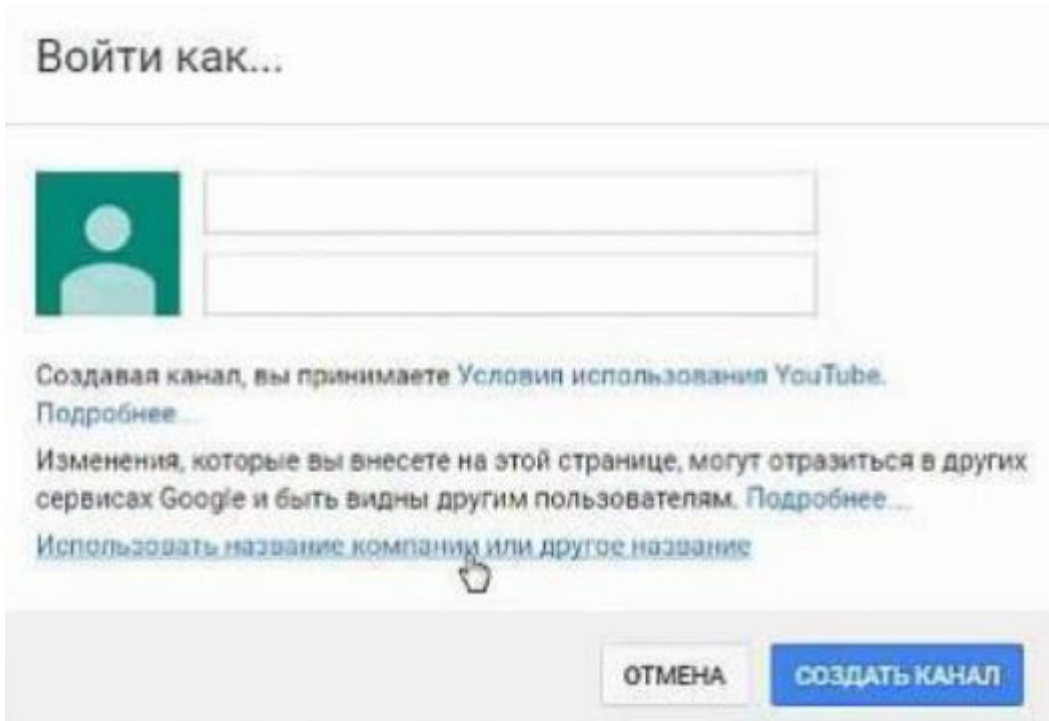 Войти как...
Создавая канал, вы принимаете Условия использования YouTube.
Подробнее...
Изменения, которые вы внесете на этой странице, могут отразиться в других
сервисах Google и быть видны другим пользователям. Подробнее...
Использовать название компании или другое название
ОТМЕНА
СОЗДАТЬ КАНАЛ